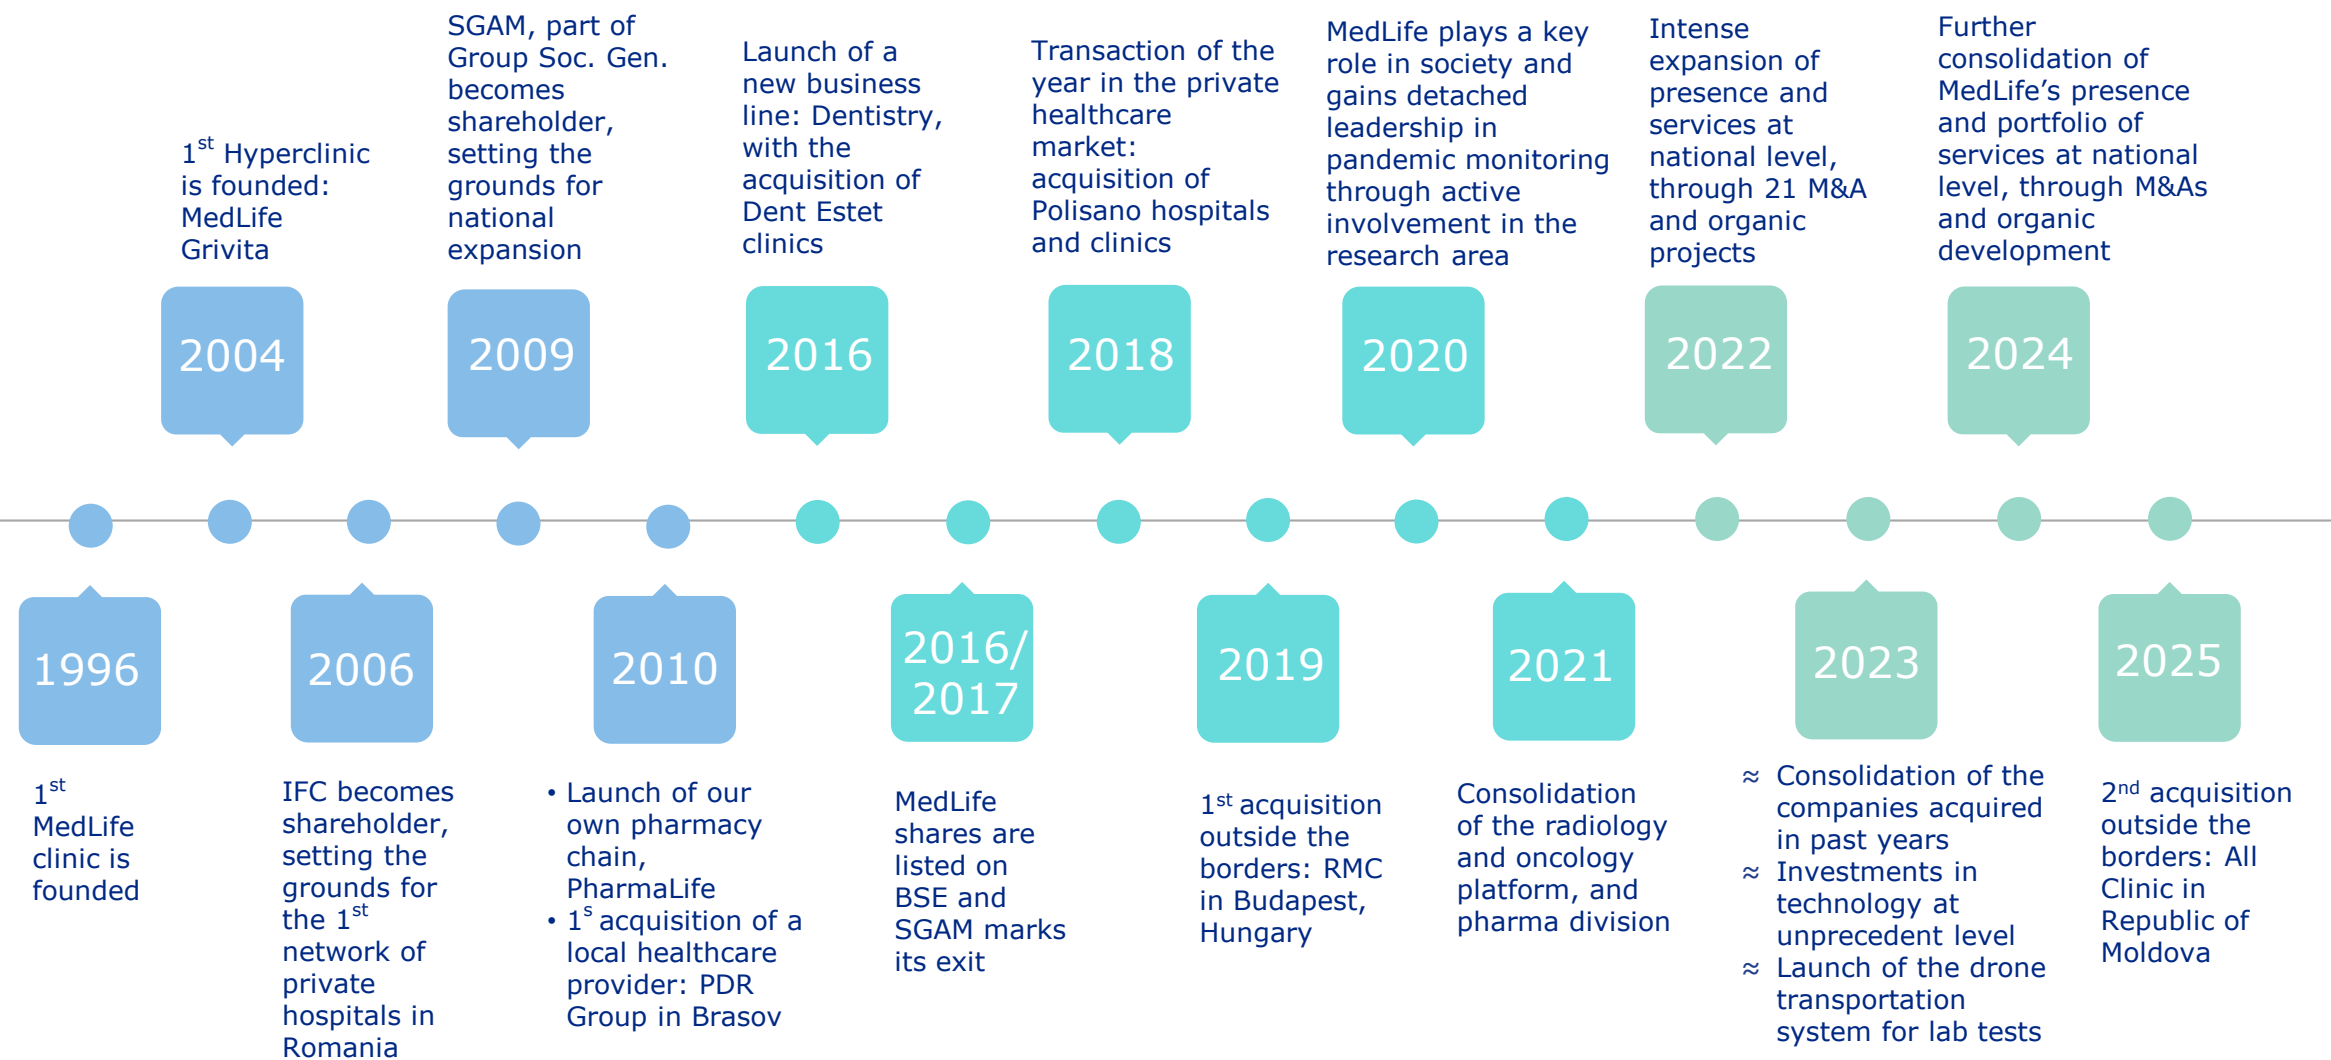 1st Hyperclinic
is founded:
MedLife
Grivita
SGAM, part of
Group Soc. Gen.
becomes
shareholder,
setting the
grounds for
national
expansion
Launch of a
new business
line: Dentistry,
with the
acquisition of
Dent Estet
clinics
Transaction of the
year in the private
healthcare
market:
acquisition of
Polisano hospitals
and clinics
MedLife plays a key
role in society and
gains detached
leadership in
pandemic monitoring
through active
involvement in the
research area
Intense
expansion of
presence and
services at
national level,
through 21 M&A
and organic
projects
Further
consolidation of
MedLife’s presence
and portfolio of
services at national
level, through M&As
and organic
development
2004
2009
2016
2018
2020
2022
2024
1996
2006
2010
2016/
2017
2019
2021
2023
2025
1st
MedLife
clinic is
founded
IFC becomes
shareholder,
setting the
grounds for
the 1st
network of
private
hospitals in
Romania
• Launch of our
own pharmacy
chain,
PharmaLife
• 1s acquisition of a
local healthcare
provider: PDR
Group in Brasov
MedLife
shares are
listed on
BSE and
SGAM marks
its exit
1st acquisition
outside the
borders: RMC
in Budapest,
Hungary
Consolidation
of the radiology
and oncology
platform, and
pharma division
≈ Consolidation of the
companies acquired
in past years
≈ Investments in
technology at
unprecedent level
≈ Launch of the drone
transportation
system for lab tests
2nd acquisition
outside the
borders: All
Clinic in
Republic of
Moldova